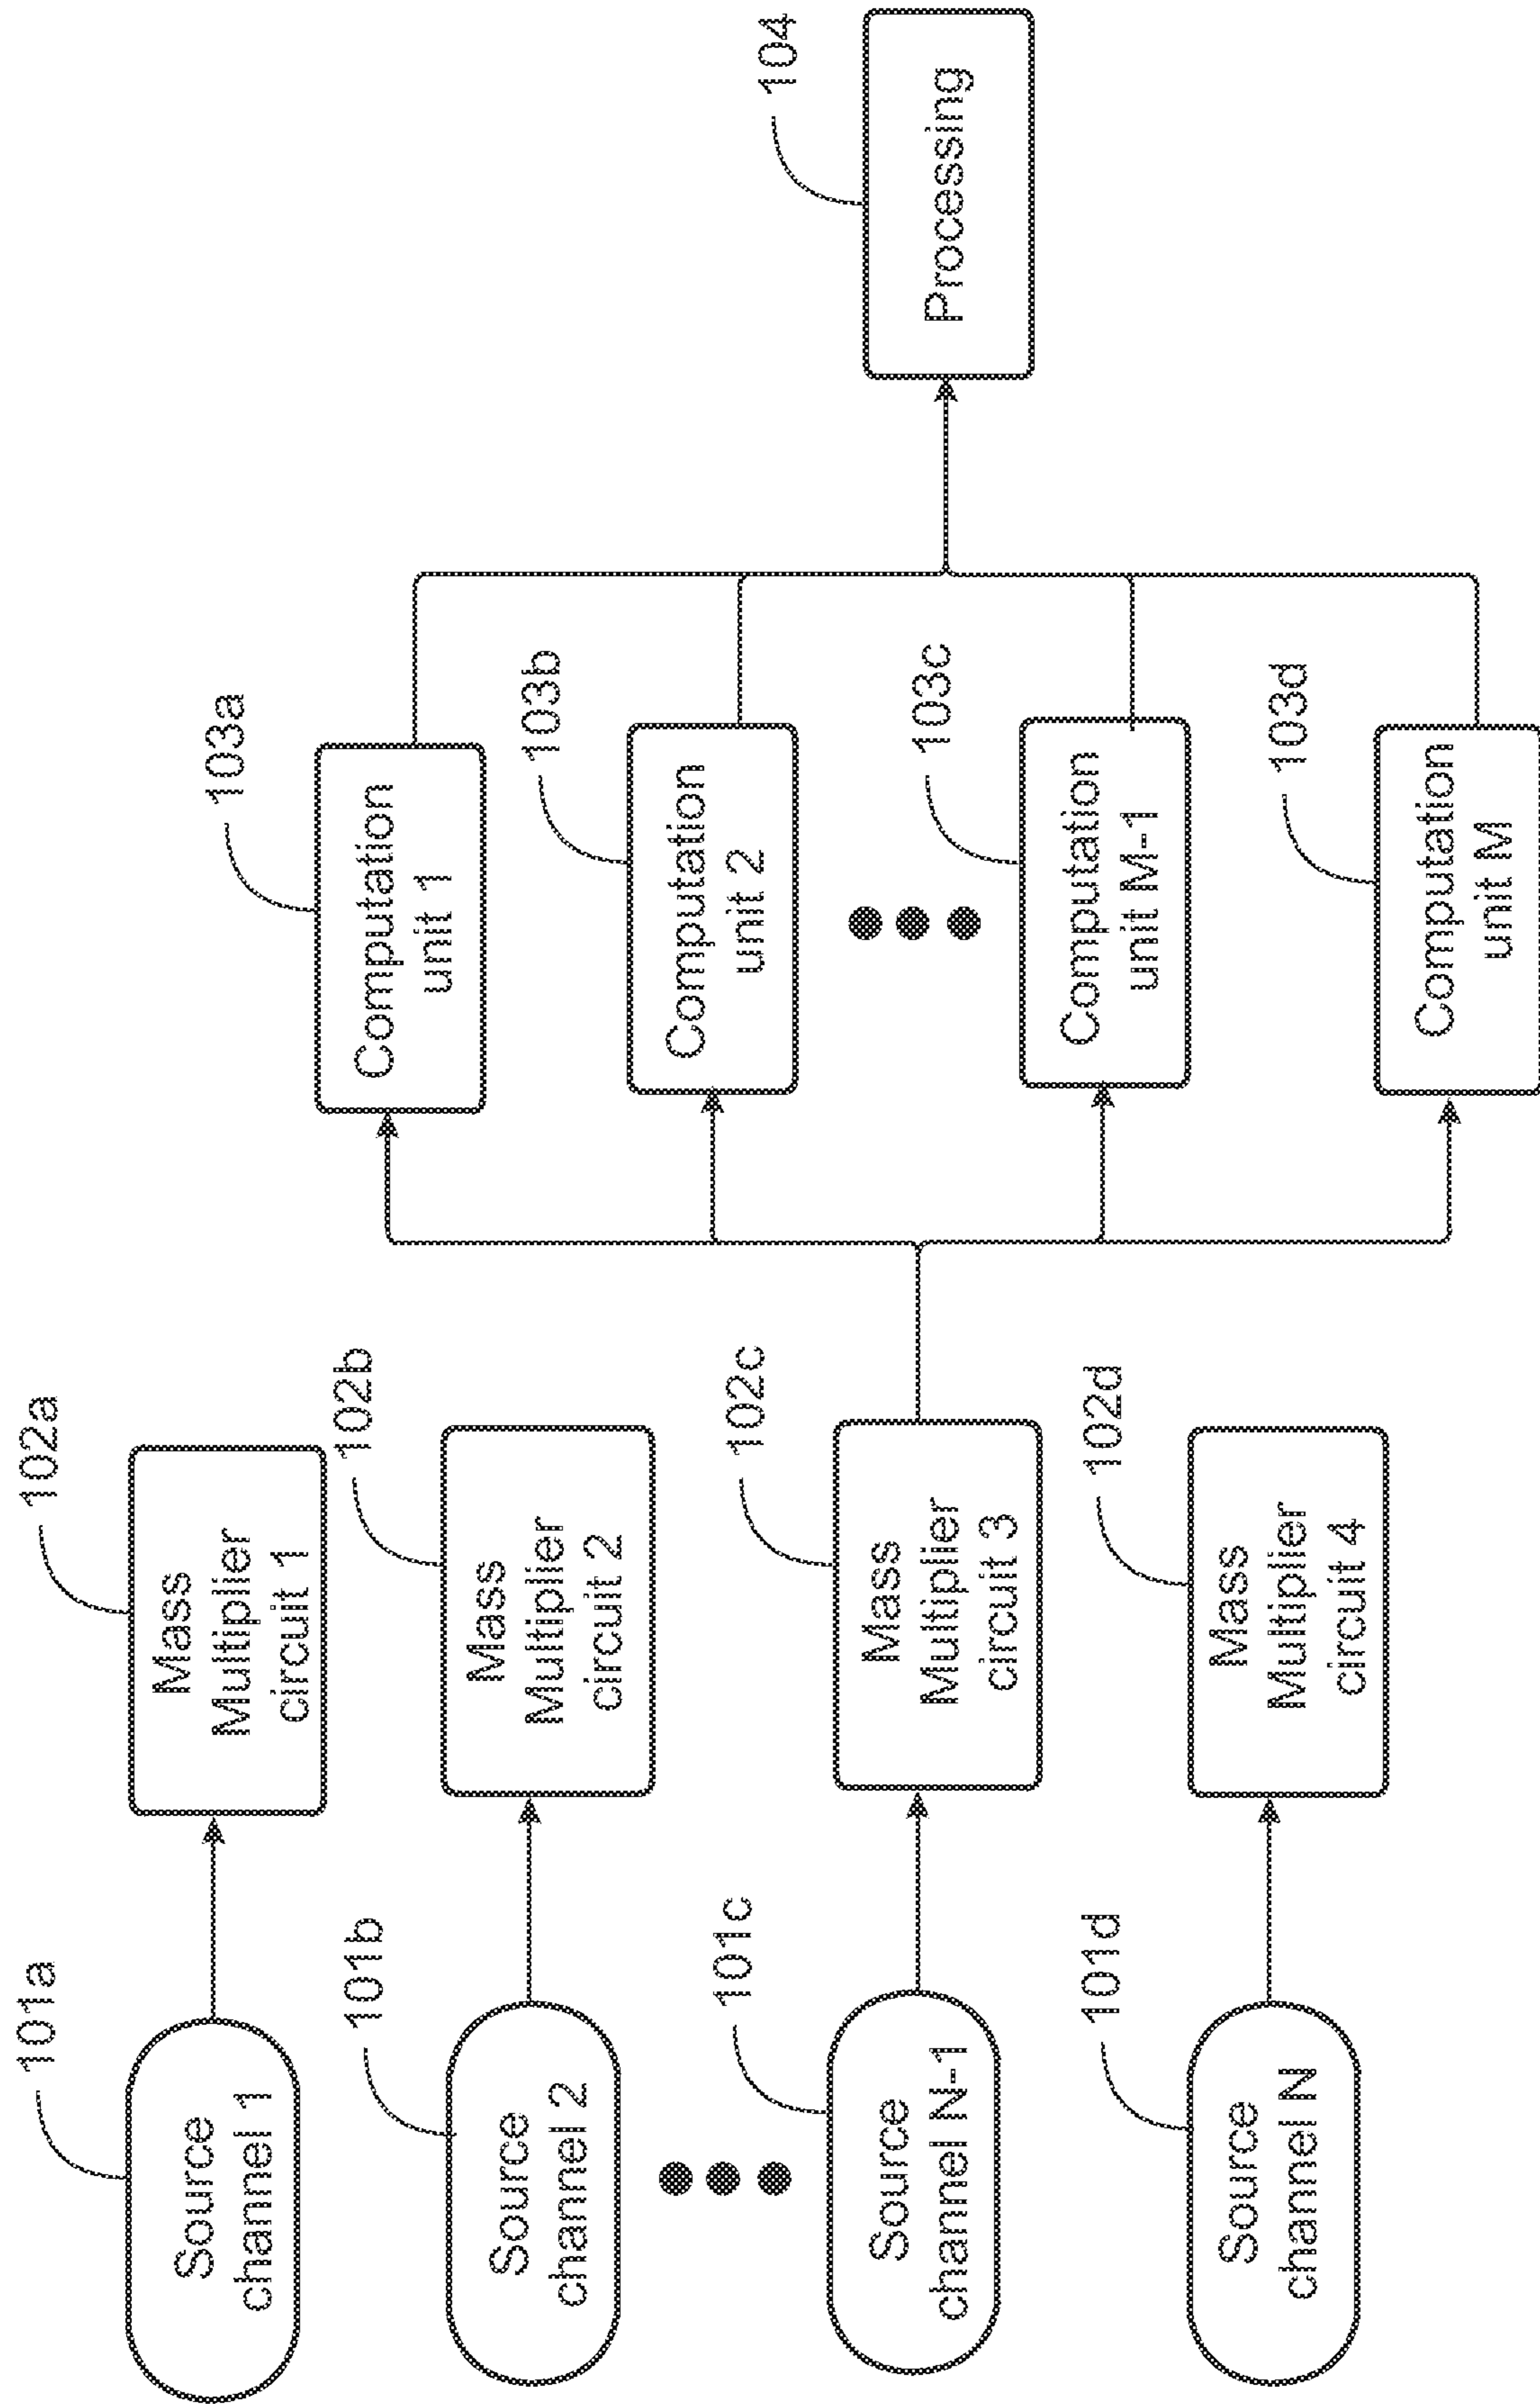 101a
Source
channel 1
102a
Mass
Multiplier
circuit 1
103a
Computation
unit 1
101b
Source
channel 2
102b
Mass
Multiplier
circuit 2
103b
Computation
unit 2
101c
Source
channel N-1
102c
Mass
Multiplier
circuit 3
103c
Computation
unit M-1
101d
Source
channel N
102d
Mass
Multiplier
circuit 4
103d
Computation
unit M
104
Processing